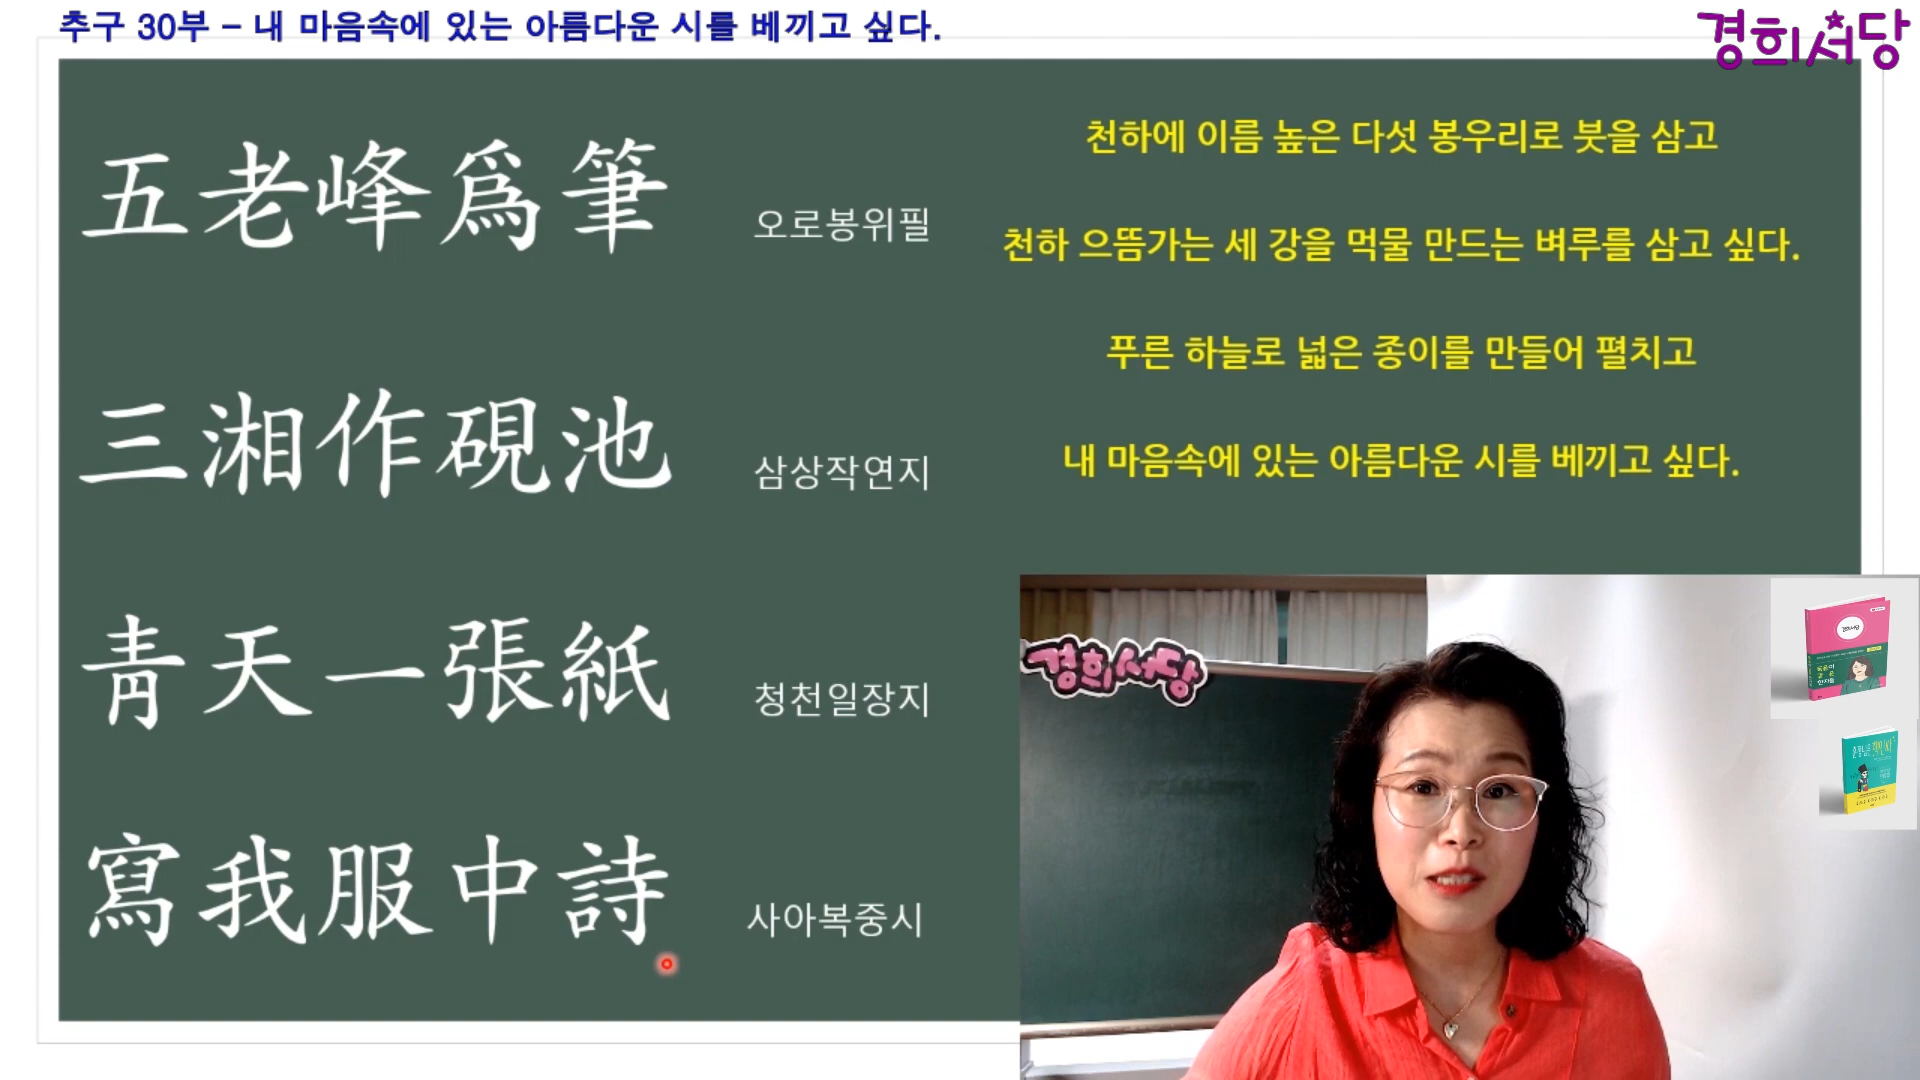 추구 30부 – 내 마음속에 있는 아름다운 시를 베끼고 싶다.
경희서당
五老峰爲筆 오로봉위필
三湘作硯池 삼상작연지
靑天一張紙 청천일장지
寫我服中詩 사아복중시
천하에 이름 높은 다섯 봉우리로 붓을 삼고
천하 으뜸가는 세 강을 먹물 만드는 벼루를 삼고 싶다.
푸른 하늘로 넓은 종이를 만들어 펼치고
내 마음속에 있는 아름다운 시를 베끼고 싶다.
경희서당